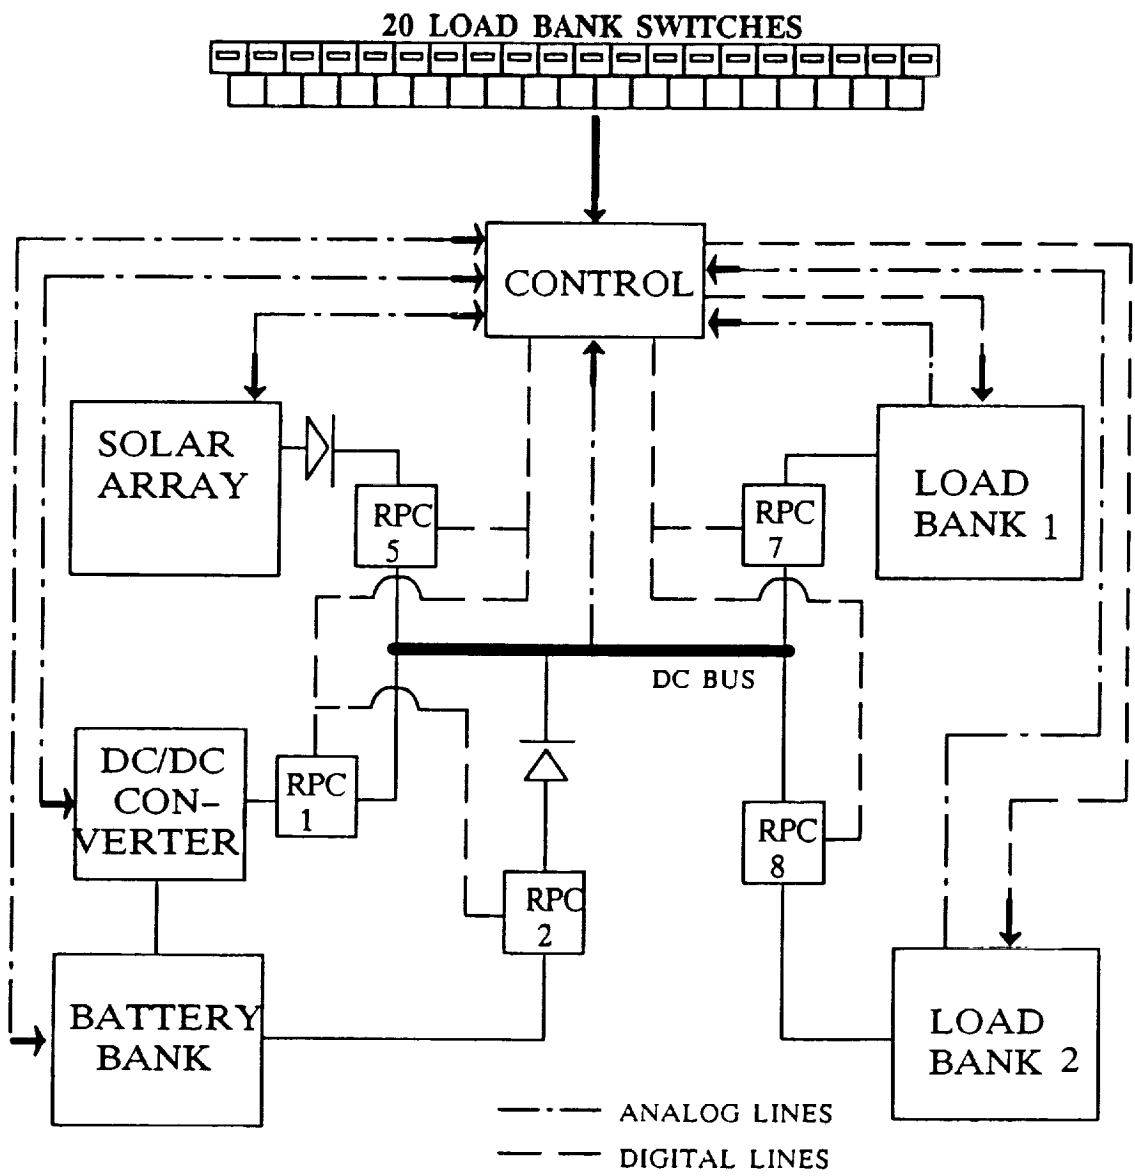 20 LOAD BANK SWITCHES
CONTROL
SOLAR
ARRAY
RPC
5
RPC
7
LOAD
BANK 1
DC BUS
DC/DC
CON-
VERTER
RPC
1
RPC
8
RPC
2
BATTERY
BANK
LOAD
BANK 2
ANALOG LINES
DIGITAL LINES